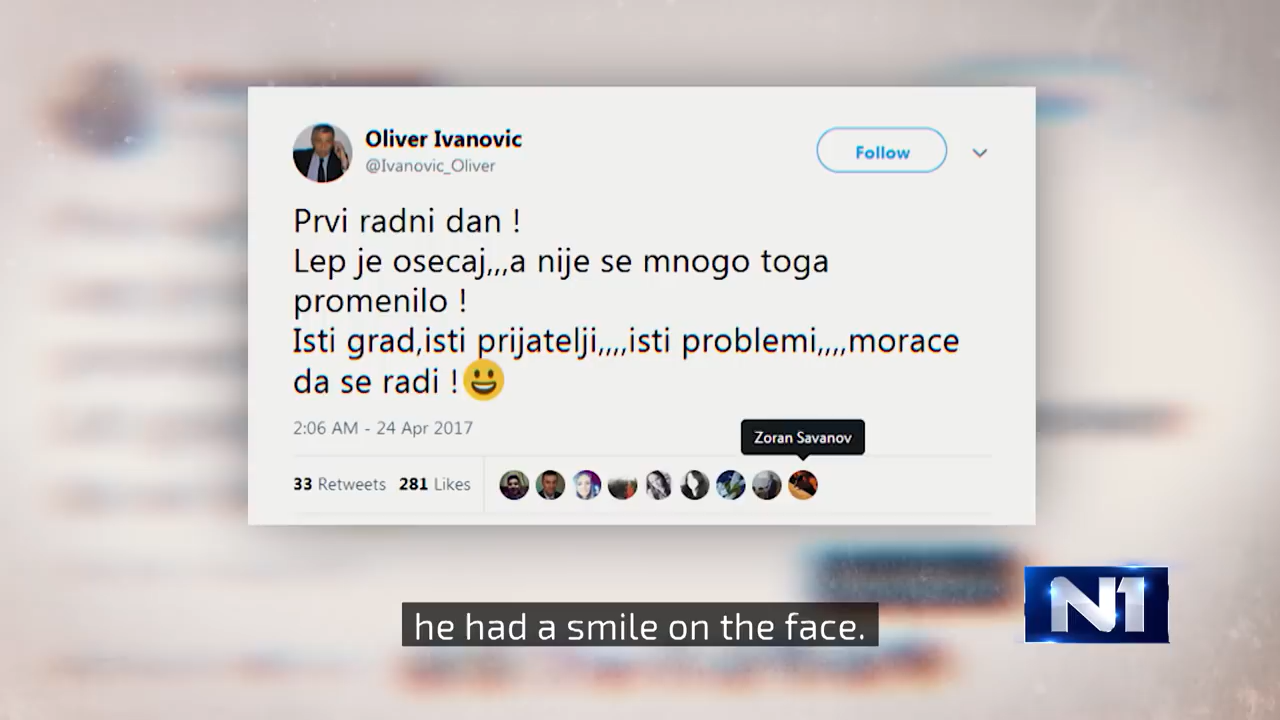 Oliver Ivanovic
@Ivanovic_Oliver
Follow
Prvi radni dan !
Lep je osecaj,,,a nije se mnogo toga
promenilo !
Isti grad,isti prijatelji,,,,isti problemi,,,,morace
da se radi !😃
2:06 AM - 24 Apr 2017
Zoran Savanov
33 Retweets 281 Likes
N1
he had a smile on the face.